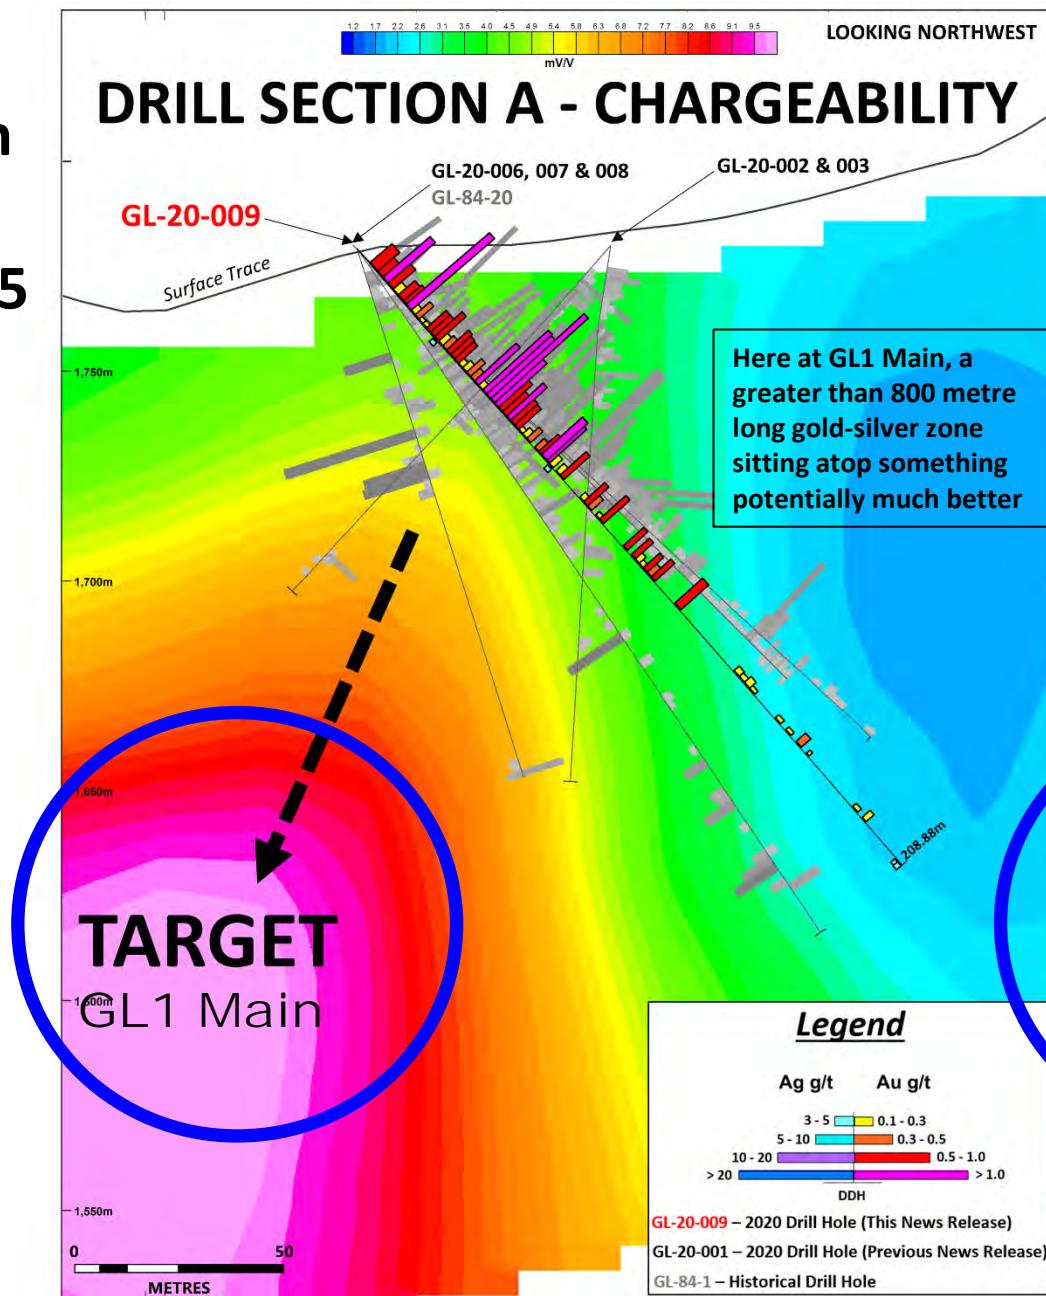 1.2 1.7 2.2 2.6 3.1 3.5 4.0 4.5 4.9 5.4 5.8 6.3 6.8 7.2 7.7 8.2 8.6 9.1 9.5
mV/V
LOOKING NORTHWEST
DRILL SECTION A - CHARGEABILITY
n
5
GL-20-006, 007 & 008
GL-84-20
GL-20-002 & 003
GL-20-009
Surface Trace
1,750m
Here at GL1 Main, a
greater than 800 metre
long gold-silver zone
sitting atop something
potentially much better
1,700m
1,650m
208.88m
TARGET
1,600m
GL1 Main
1,550m
0 50
METRES
Legend
Ag g/t Au g/t
3 - 5 0.1 - 0.3
5 - 10 0.3 - 0.5
10 - 20 0.5 - 1.0
> 20 > 1.0
DDH
GL-20-009 – 2020 Drill Hole (This News Release)
GL-20-001 – 2020 Drill Hole (Previous News Release)
GL-84-1 – Historical Drill Hole